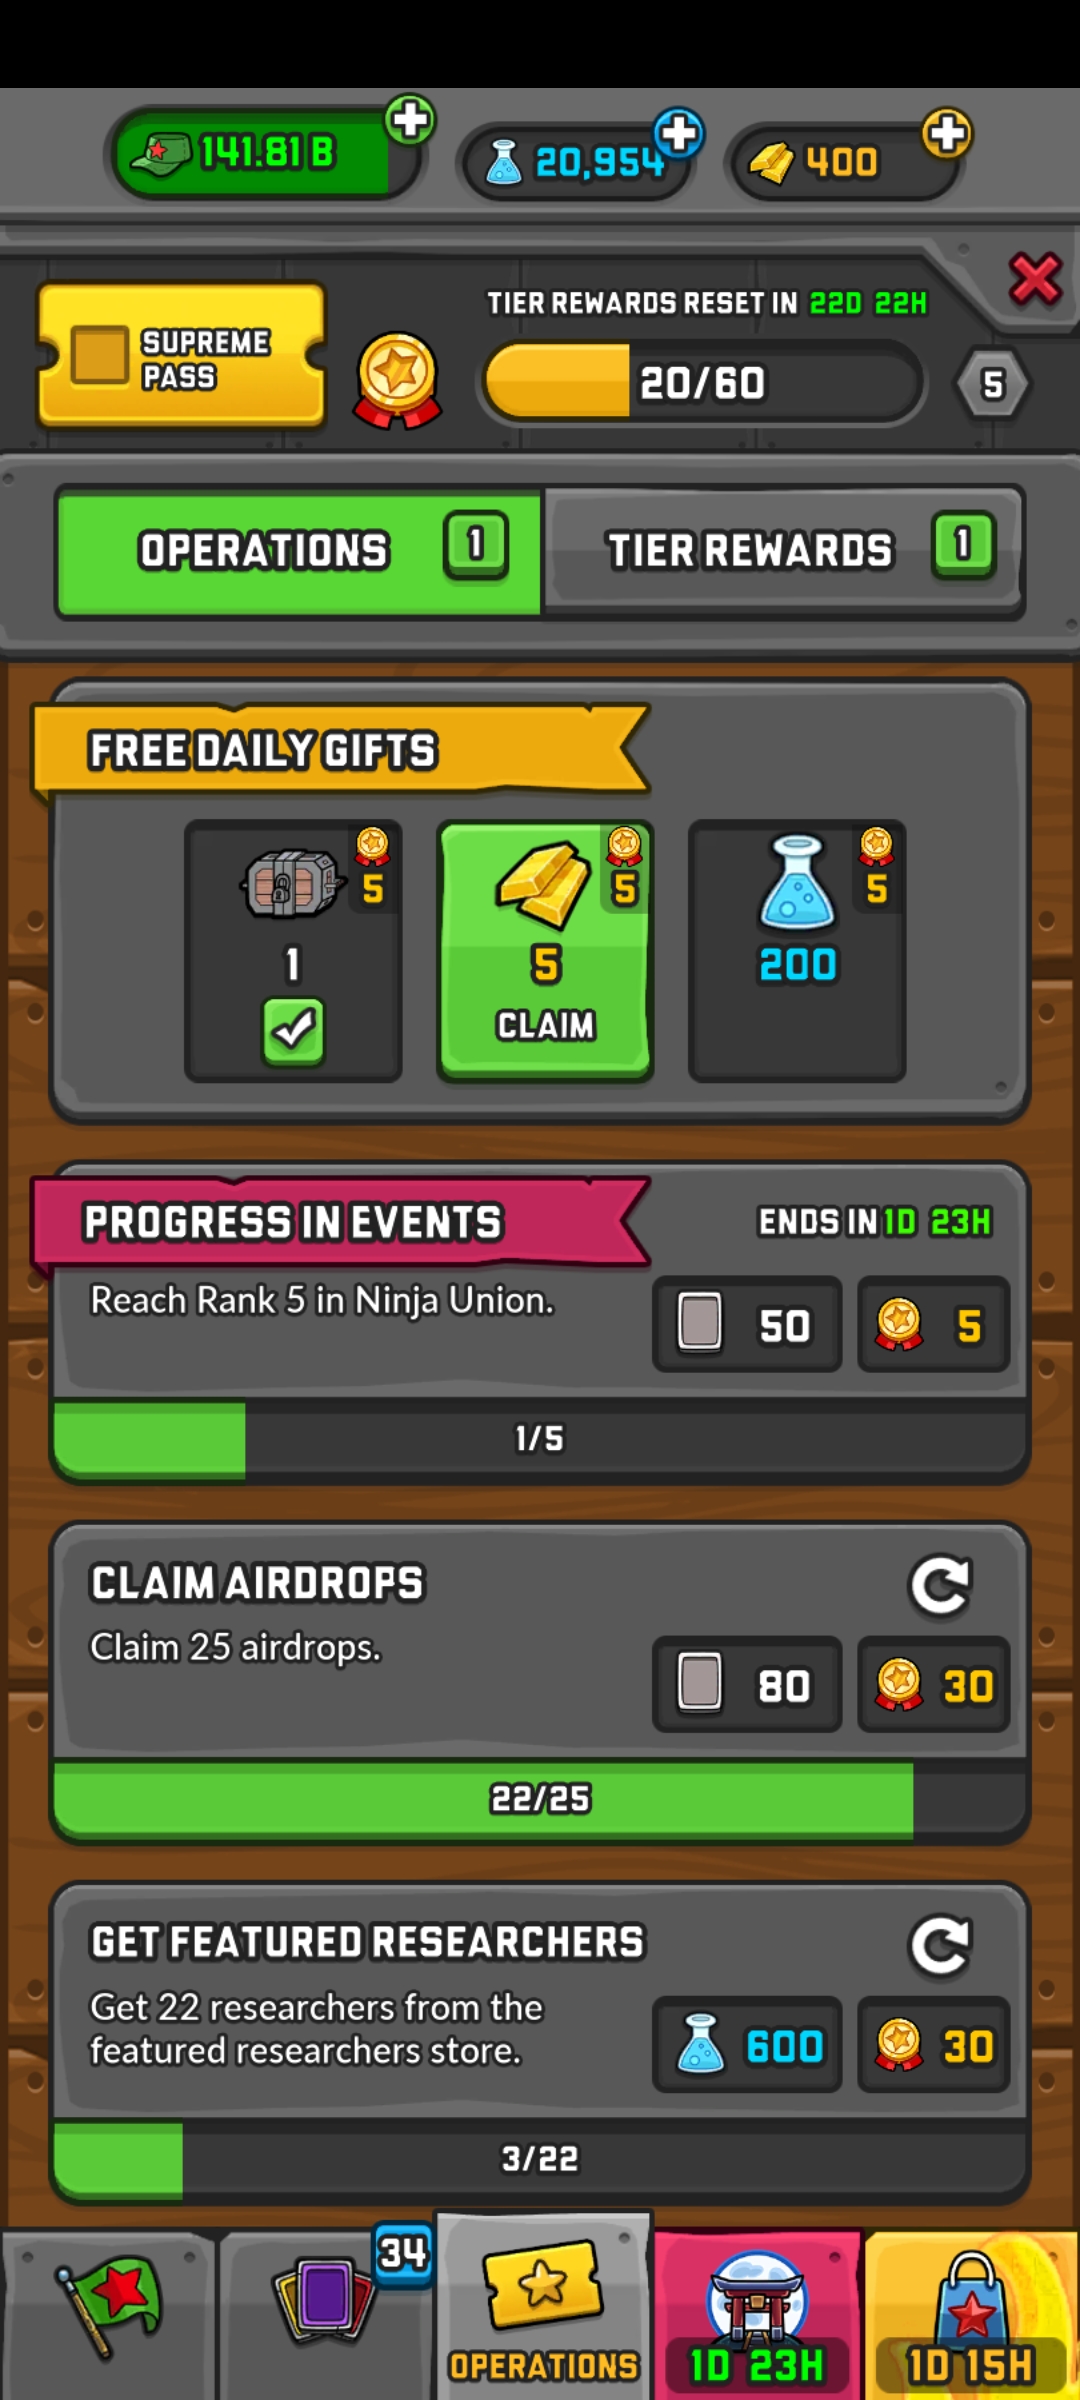 141.81 B
20,954
400
TIER REWARDS RESET IN 22D 22H
SUPREME
PASS
20/60
5
OPERATIONS
1
TIER REWARDS
1
FREE DAILY GIFTS
5
1
5
5
CLAIM
5
200
PROGRESS IN EVENTS
ENDS IN 1D 23H
Reach Rank 5 in Ninja Union.
50
5
1/5
CLAIM AIRDROPS
Claim 25 airdrops.
80
30
22/25
GET FEATURED RESEARCHERS
Get 22 researchers from the
featured researchers store.
600
30
3/22
34
OPERATIONS
1D 23H
1D 15H